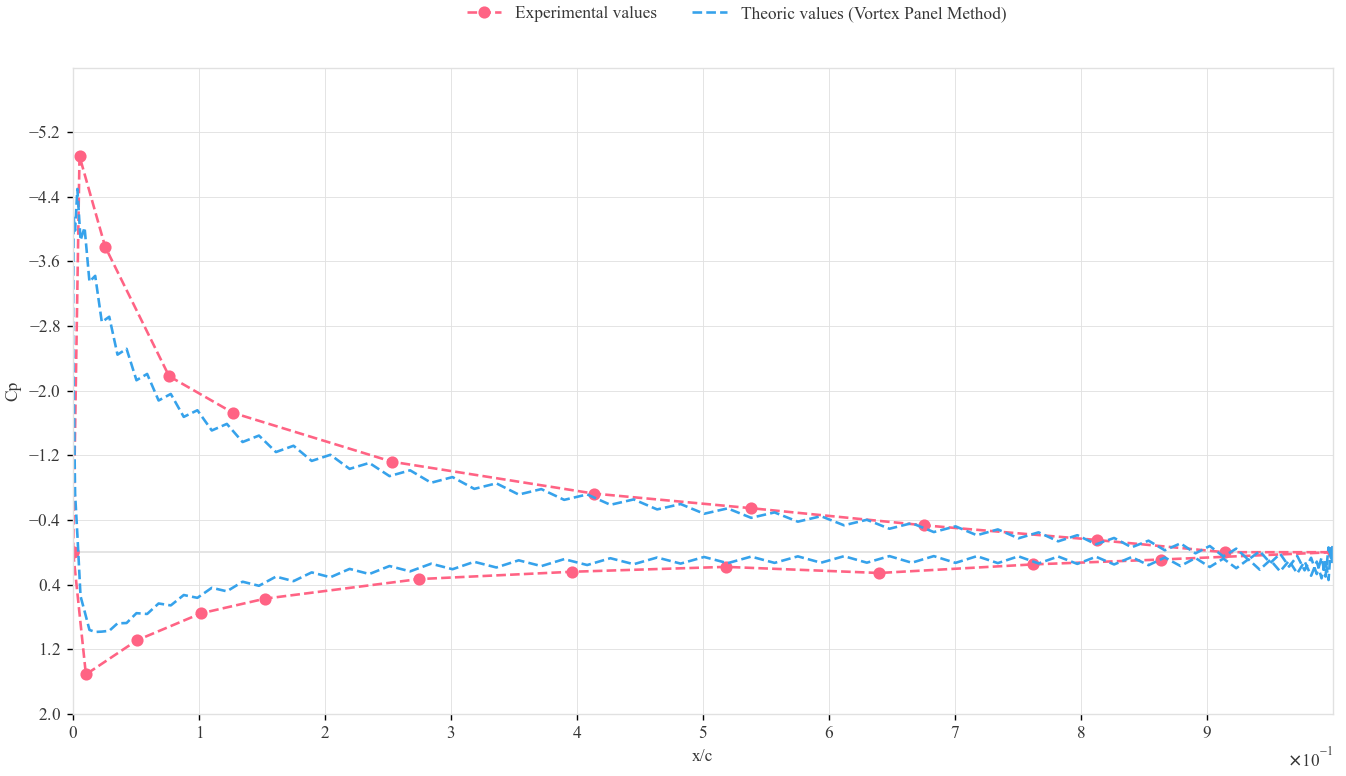 Experimental values
Theoric values (Vortex Panel Method)
−5.2
−4.4
−3.6
−2.8
−2.0
−1.2
−0.4
0.4
1.2
2.0
Cp
0 1 2 3 4 5 6 7 8 9
x/c
×10−1